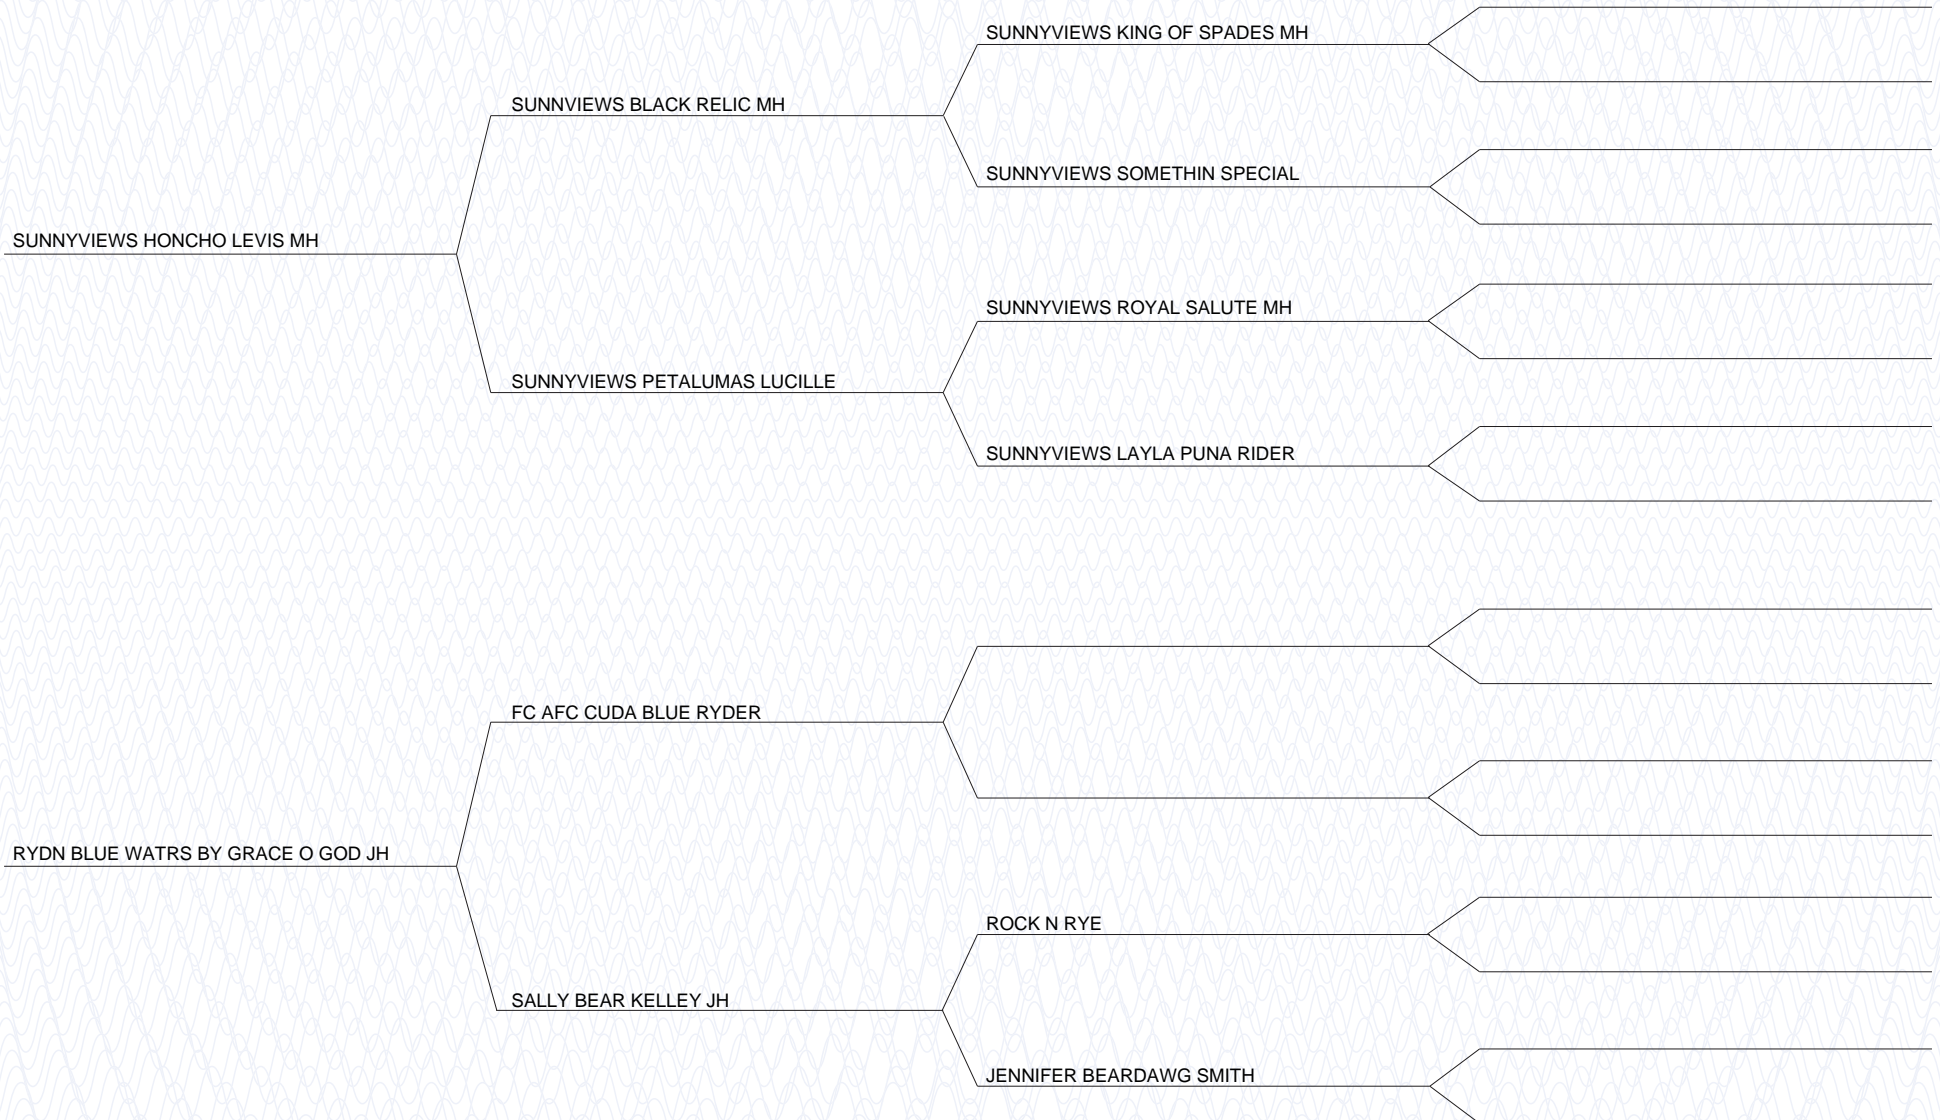 SUNNYVIEWS KING OF SPADES MH
SUNNVIEWS BLACK RELIC MH
SUNNYVIEWS SOMETHIN SPECIAL
SUNNYVIEWS HONCHO LEVIS MH
SUNNYVIEWS ROYAL SALUTE MH
SUNNYVIEWS PETALUMAS LUCILLE
SUNNYVIEWS LAYLA PUNA RIDER
FC AFC CUDA BLUE RYDER
RYDN BLUE WATRS BY GRACE O GOD JH
ROCK N RYE
SALLY BEAR KELLEY JH
JENNIFER BEARDAWG SMITH